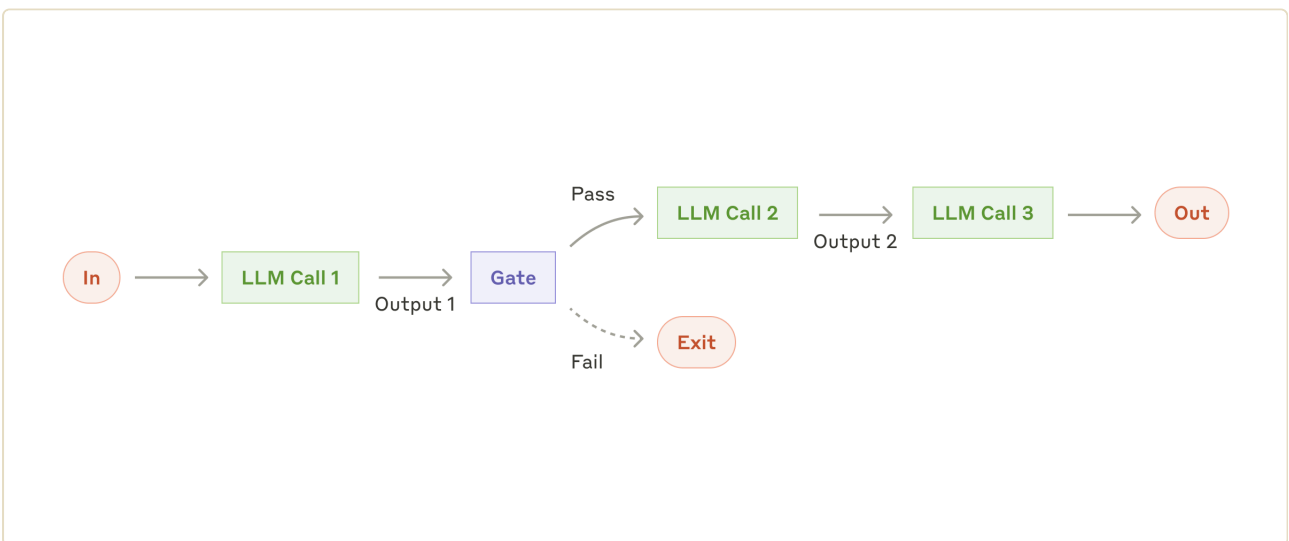 In
LLM Call 1
Output 1
Gate
Pass
LLM Call 2
Output 2
LLM Call 3
Out
Fail
Exit